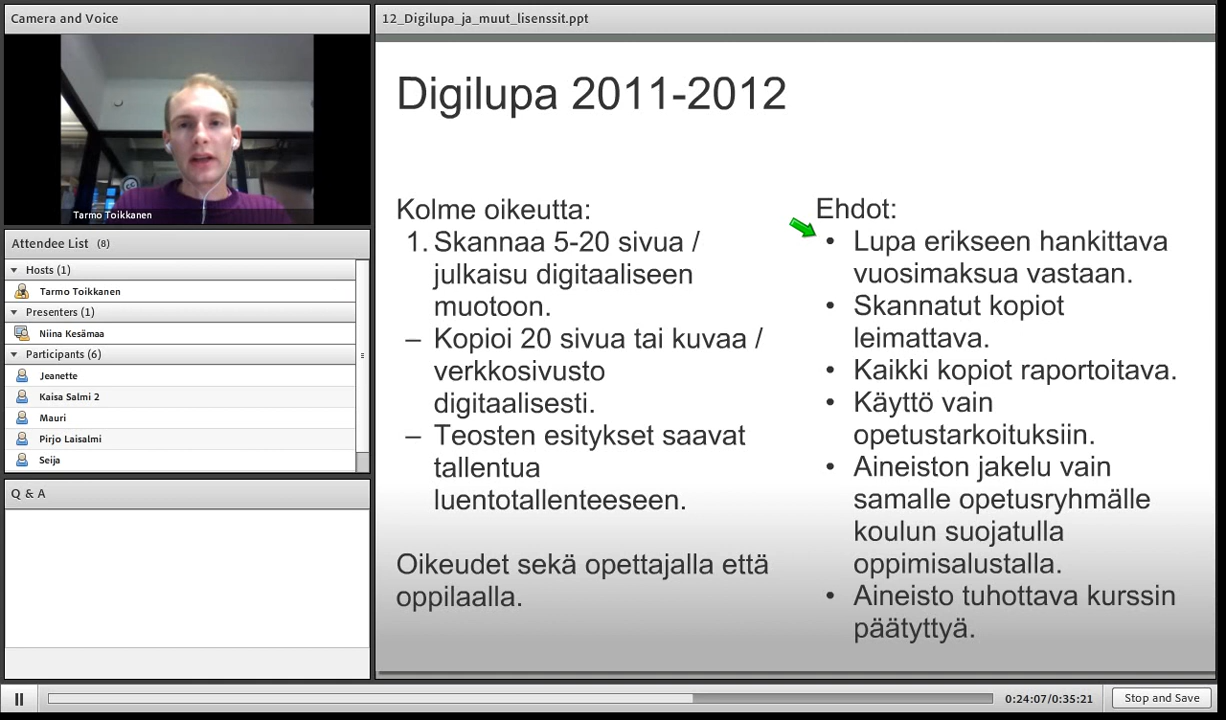 Camera and Voice
Tarmo Toikkanen
Attendee List (8)
Hosts (1)
Tarmo Toikkanen
Presenters (1)
Niina Kesämaa
Participants (6)
Jeanette
Kaisa Salmi 2
Mauri
Pirjo Laisalmi
Seija
Q & A
12_Digilupa_ja_muut_lisenssit.ppt
Digilupa 2011-2012
Kolme oikeutta:
1. Skannaa 5-20 sivua /
julkaisu digitaaliseen
muotoon.
– Kopioi 20 sivua tai kuvaa /
verkkosivusto
digitaalisesti.
– Teosten esitykset saavat
tallentua
luentotallenteeseen.
Oikeudet sekä opettajalla että
oppilaalla.
Ehdot:
• Lupa erikseen hankittava
vuosimaksua vastaan.
• Skannatut kopiot
leimattava.
• Kaikki kopiot raportoitava.
• Käyttö vain
opetustarkoituksiin.
• Aineiston jakelu vain
samalle opetusryhmälle
koulun suojatulla
oppimisalustalla.
• Aineisto tuhottava kurssin
päätyttyä.
0:24:07/0:35:21
Stop and Save